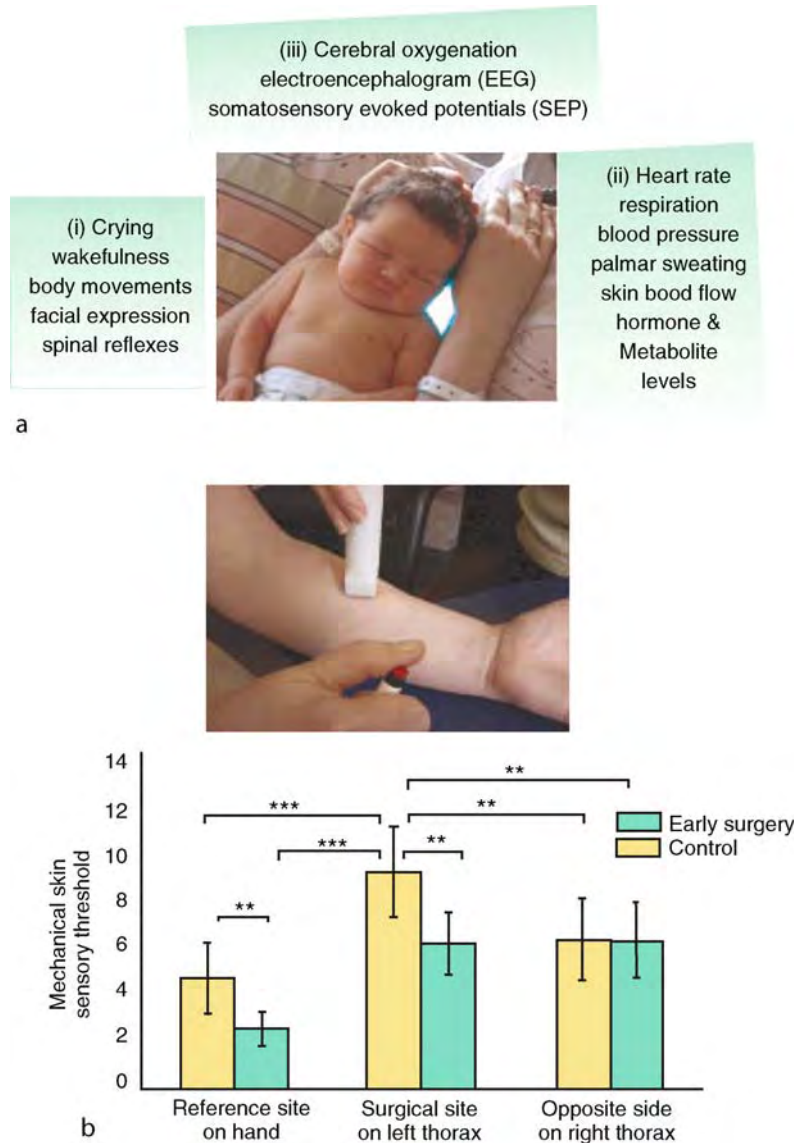 (iii) Cerebral oxygenation
electroencephalogram (EEG)
somatosensory evoked potentials (SEP)
(i) Crying
wakefulness
body movements
facial expression
spinal reflexes
(ii) Heart rate
respiration
blood pressure
palmar sweating
skin bood flow
hormone &
Metabolite
levels
a
Mechanical skin
sensory threshold
14
12
10
8
6
4
2
0
***
***
**
**
**
**
Early surgery
Control
Reference site
on hand
Surgical site
on left thorax
Opposite side
on right thorax
b